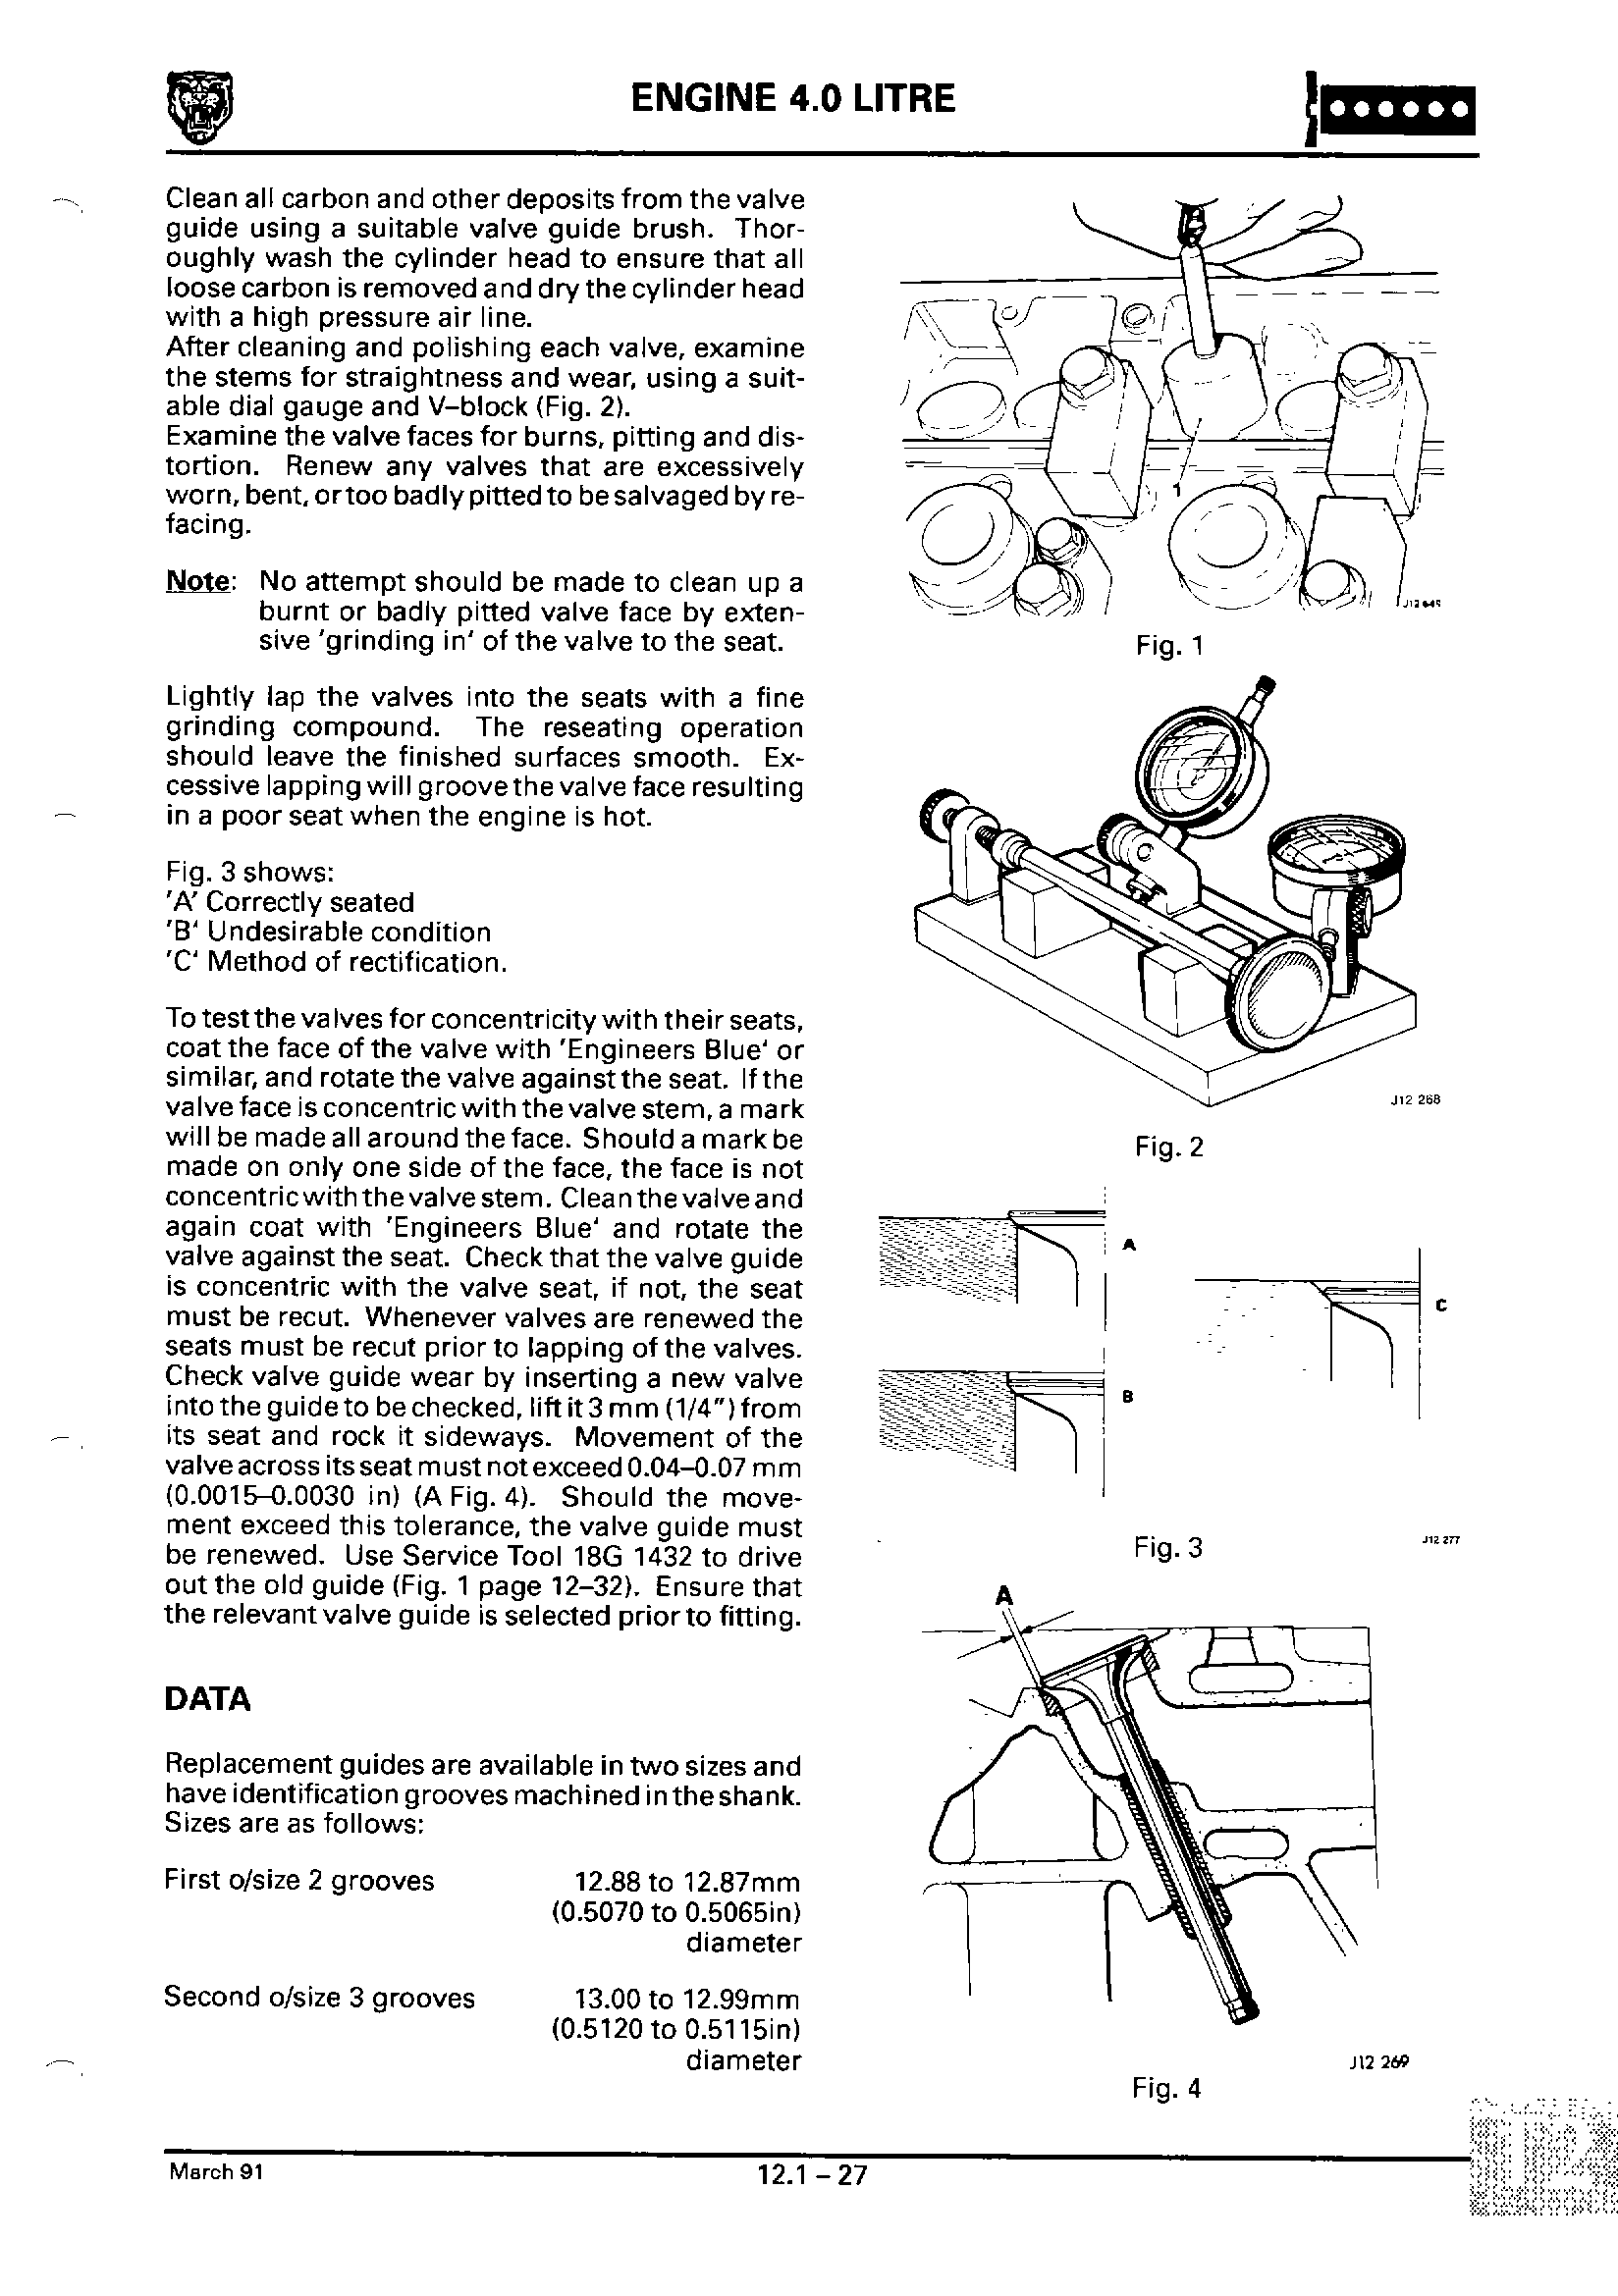 ENGINE 4.0 LITRE
Clean all carbon and other deposits from the valve
guide using a suitable valve guide brush. Thor-
oughly wash the cylinder head to ensure that all
loose carbon is removed and dry the cylinder head
with a high pressure air line.
After cleaning and polishing each valve, examine
the stems for straightness and wear, using a suit-
able dial gauge and V–block (Fig. 2).
Examine the valve faces for burns, pitting and dis-
tortion. Renew any valves that are excessively
worn, bent, or too badly pitted to be salvaged by re-
facing.
Note: No attempt should be made to clean up a
burnt or badly pitted valve face by exten-
sive 'grinding in' of the valve to the seat.
Lightly lap the valves into the seats with a fine
grinding compound. The reseating operation
should leave the finished surfaces smooth. Ex-
cessive lapping will groove the valve face resulting
in a poor seat when the engine is hot.
Fig. 3 shows:
'A' Correctly seated
'B' Undesirable condition
'C' Method of rectification.
To test the valves for concentricity with their seats,
coat the face of the valve with 'Engineers Blue' or
similar, and rotate the valve against the seat. If the
valve face is concentric with the valve stem, a mark
will be made all around the face. Should a mark be
made on only one side of the face, the face is not
concentric with the valve stem. Clean the valve and
again coat with 'Engineers Blue' and rotate the
valve against the seat. Check that the valve guide
is concentric with the valve seat, if not, the seat
must be recut. Whenever valves are renewed the
seats must be recut prior to lapping of the valves.
Check valve guide wear by inserting a new valve
into the guide to be checked, lift it 3 mm (1/4") from
its seat and rock it sideways. Movement of the
valve across its seat must not exceed 0.04–0.07 mm
(0.0015–0.0030 in) (A Fig. 4). Should the move-
ment exceed this tolerance, the valve guide must
be renewed. Use Service Tool 18G 1432 to drive
out the old guide (Fig. 1 page 12–32). Ensure that
the relevant valve guide is selected prior to fitting.
DATA
Replacement guides are available in two sizes and
have identification grooves machined in the shank.
Sizes are as follows:
First o/size 2 grooves 12.88 to 12.87mm
(0.5070 to 0.5065in)
diameter
Second o/size 3 grooves 13.00 to 12.99mm
(0.5120 to 0.5115in)
diameter
1
J12 649
Fig. 1
J12 268
Fig. 2
A
C
B
Fig. 3
J12 277
A
J12 269
Fig. 4
March 91
12.1 – 27